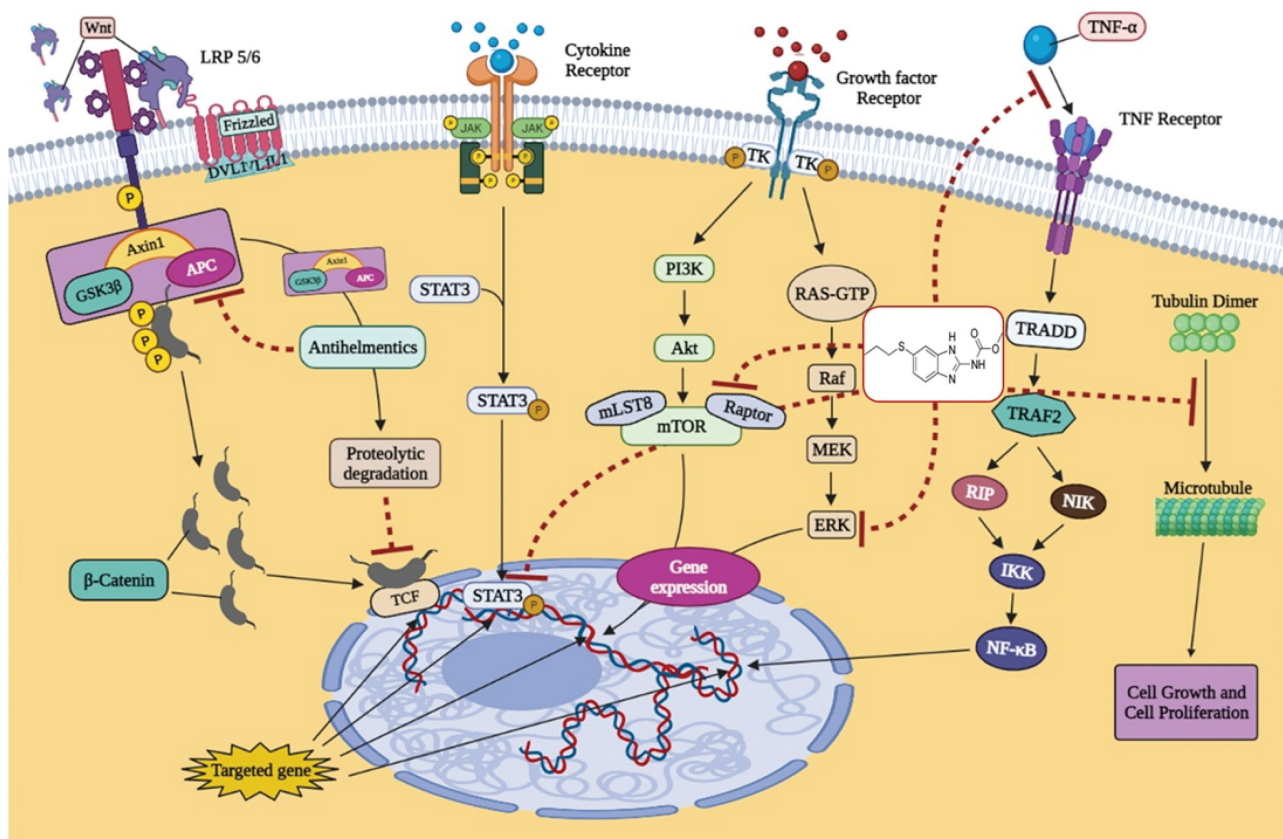 Wnt
LRP 5/6
Frizzled
P
Axin1
GSK3β
APC
P
P
P
Axin1
GSK3β
APC
Antihelmentics
Proteolytic
degradation
β-Catenin
TCF
Targeted gene
Cytokine
Receptor
P
JAK
JAK
P
P
P
P
P
STAT3
STAT3
P
STAT3
P
Growth factor
Receptor
P
TK
TK
P
PI3K
Akt
mLST8
Raptor
mTOR
RAS-GTP
Raf
MEK
ERK
Gene
expression
S
H
N
N
NH
O
O
TNF-α
TNF Receptor
TRADD
TRAF2
RIP
NIK
IKK
NF-κB
Tubulin Dimer
Microtubule
Cell Growth and
Cell Proliferation